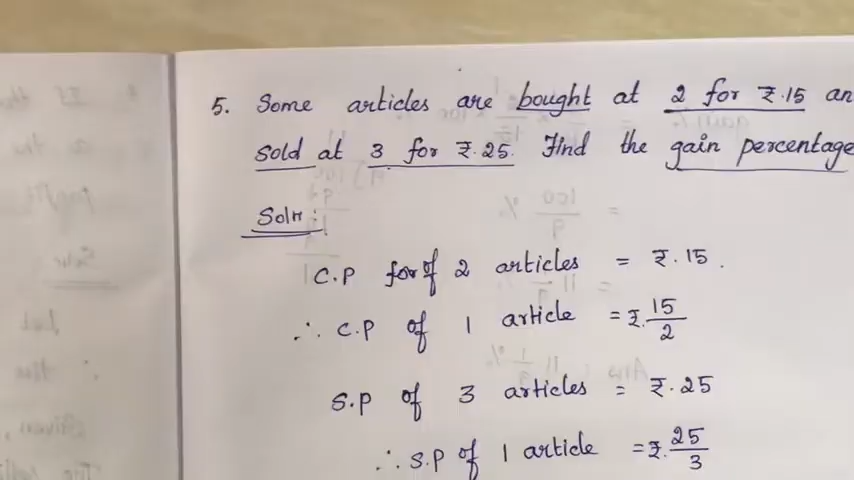 5. Some articles are bought at 2 for ₹.15 an
sold at 3 for ₹.25. Find the gain percentage
Soln:
C.P for of 2 articles = ₹.15.
∴ C.P of 1 article = ₹.15/2
S.P of 3 articles = ₹.25
∴ S.P of 1 article = ₹.25/3